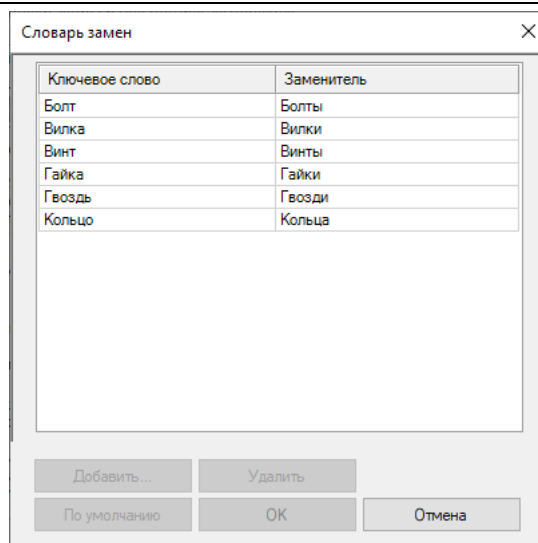 Словарь замен
Ключевое слово Заменитель
Болт Болты
Вилка Вилки
Винт Винты
Гайка Гайки
Гвоздь Гвозди
Кольцо Кольца
Добавить... Удалить
По умолчанию OK Отмена